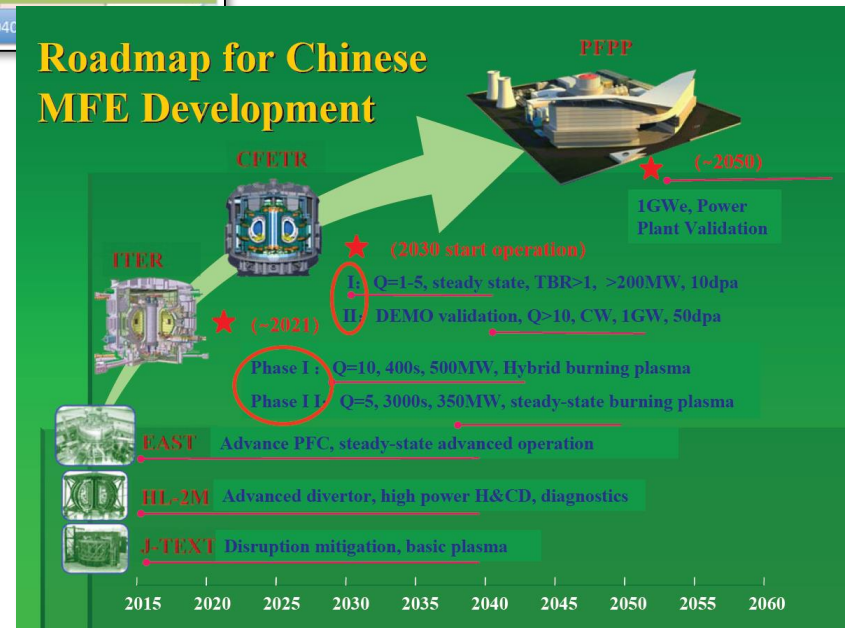 Roadmap for Chinese
MFE Development
PFPP
(~2050)
1GWe, Power
Plant Validation
CFETR
(2030 start operation)
I: Q=1-5, steady state, TBR>1, >200MW, 10dpa
II: DEMO validation, Q>10, CW, 1GW, 50dpa
ITER
(~2021)
Phase I : Q=10, 400s, 500MW, Hybrid burning plasma
Phase I I: Q=5, 3000s, 350MW, steady-state burning plasma
EAST Advance PFC, steady-state advanced operation
HL-2M Advanced divertor, high power H&CD, diagnostics
J-TEXT Disruption mitigation, basic plasma
2015 2020 2025 2030 2035 2040 2045 2050 2055 2060